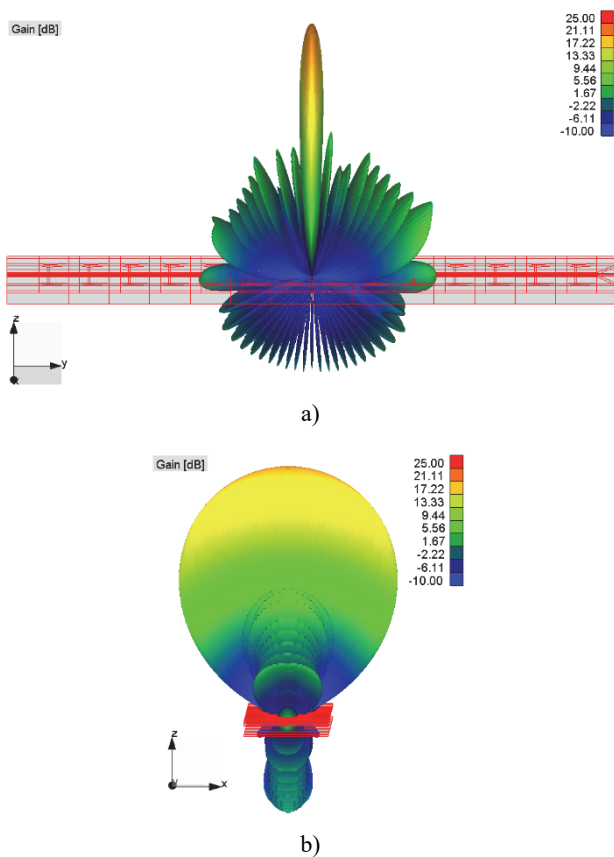 Gain [dB]
25.00
21.11
17.22
13.33
9.44
5.56
1.67
-2.22
-6.11
-10.00
z
y
x
a)
Gain [dB]
25.00
21.11
17.22
13.33
9.44
5.56
1.67
-2.22
-6.11
-10.00
z
y
x
b)